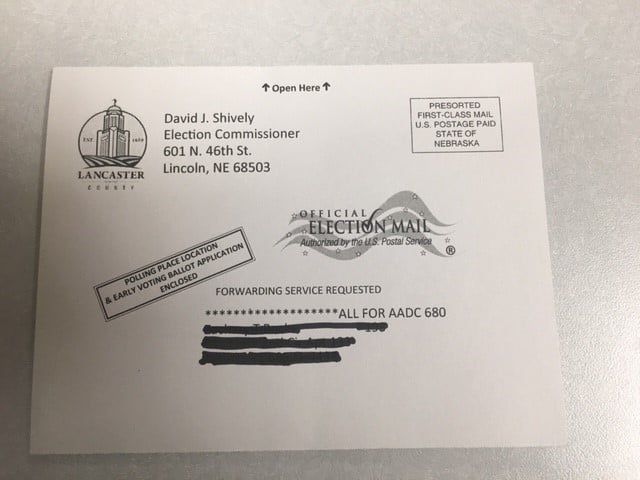 ↑ Open Here ↑
EST. 1859
LANCASTER
COUNTY
David J. Shively
Election Commissioner
601 N. 46th St.
Lincoln, NE 68503
PRESORTED
FIRST-CLASS MAIL
U.S. POSTAGE PAID
STATE OF
NEBRASKA
OFFICIAL
ELECTION MAIL
Authorized by the U.S. Postal Service
®
POLLING PLACE LOCATION
& EARLY VOTING BALLOT APPLICATION
ENCLOSED
FORWARDING SERVICE REQUESTED
*******************ALL FOR AADC 680